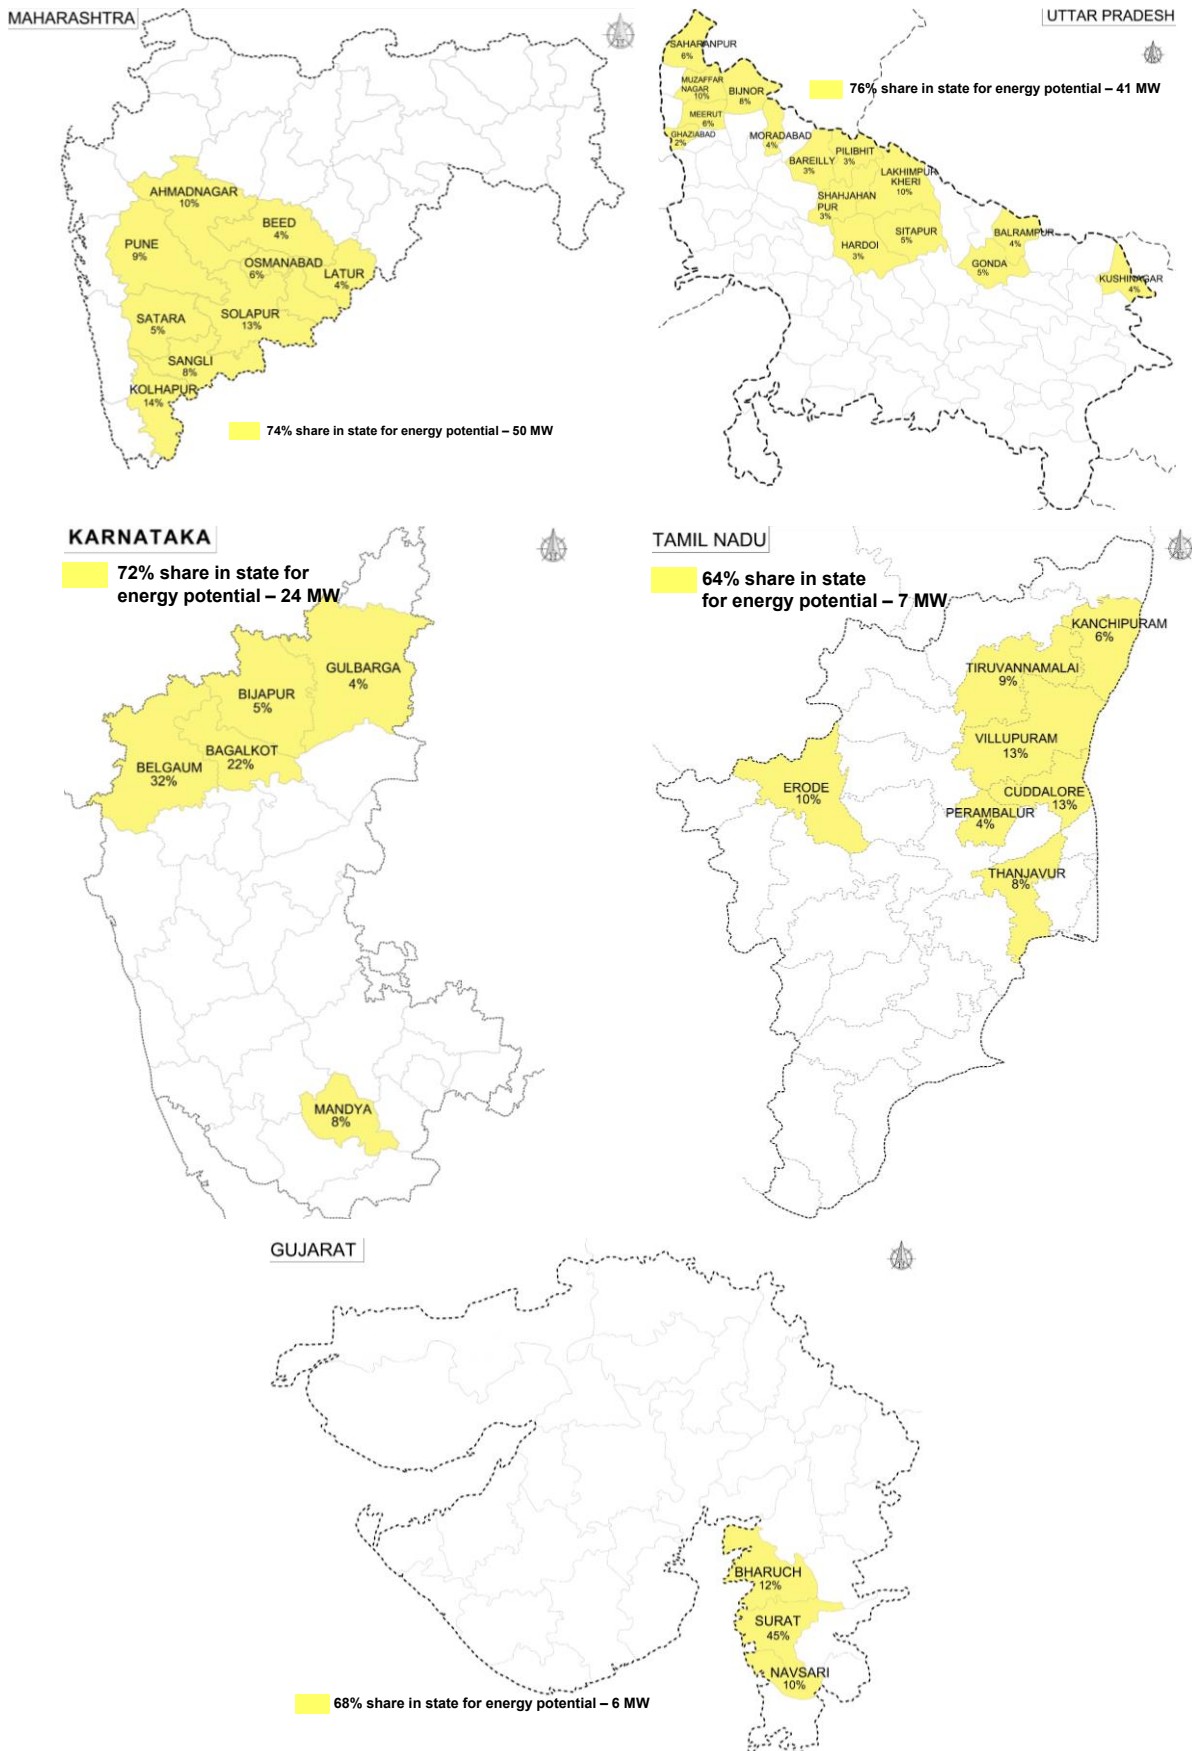 MAHARASHTRA
AHMADNAGAR
10%
BEED
4%
PUNE
9%
OSMANABAD
6%
LATUR
4%
SATARA
5%
SOLAPUR
13%
SANGLI
8%
KOLHAPUR
14%
74% share in state for energy potential – 50 MW
UTTAR PRADESH
SAHARANPUR
6%
76% share in state for energy potential – 41 MW
MUZAFFAR
NAGAR
10%
BIJNOR
8%
MEERUT
6%
GHAZIABAD
2%
MORADABAD
4%
BAREILLY
3%
PILIBHIT
3%
LAKHIMPUR
KHERI
10%
SHAHJAHAN
PUR
3%
SITAPUR
5%
HARDOI
3%
BALRAMPUR
4%
GONDA
5%
KUSHINAGAR
4%
KARNATAKA
72% share in state for
energy potential – 24 MW
GULBARGA
4%
BIJAPUR
5%
BAGALKOT
22%
BELGAUM
32%
MANDYA
8%
TAMIL NADU
64% share in state
for energy potential – 7 MW
KANCHIPURAM
6%
TIRUVANNAMALAI
9%
VILLUPURAM
13%
ERODE
10%
CUDDALORE
13%
PERAMBALUR
4%
THANJAVUR
8%
GUJARAT
BHARUCH
12%
SURAT
45%
NAVSARI
10%
68% share in state for energy potential – 6 MW